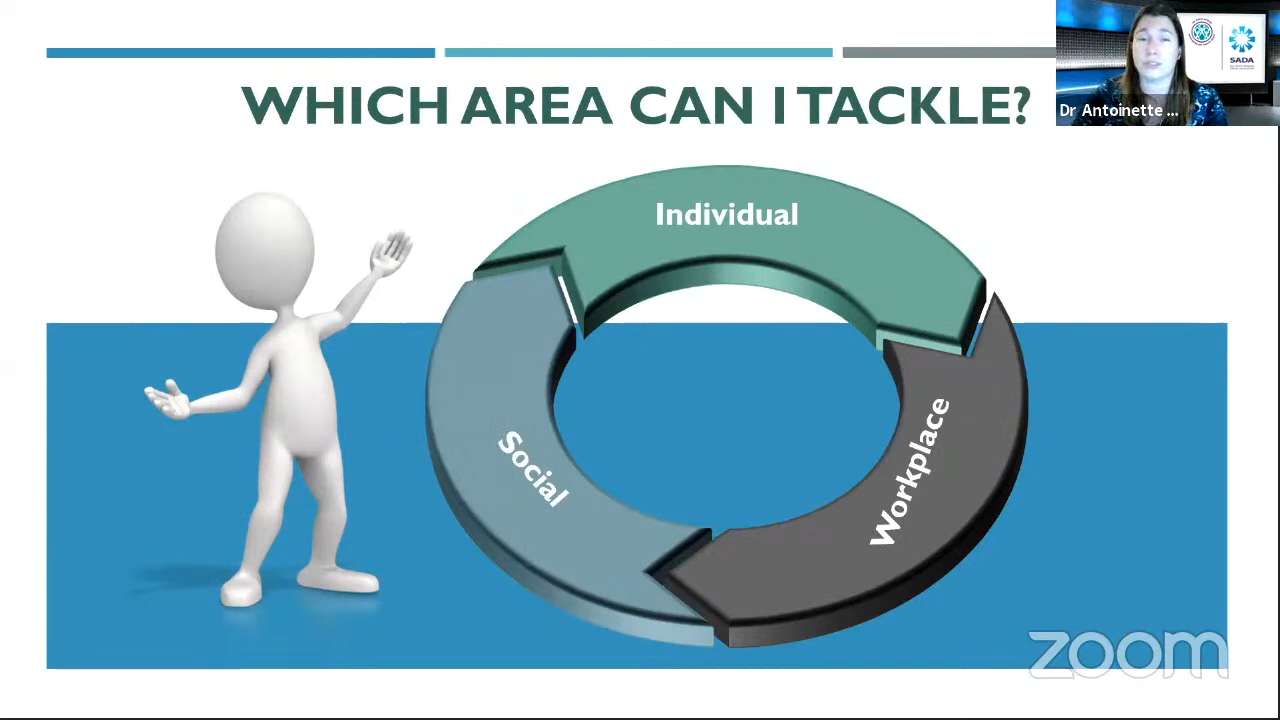 WHICH AREA CAN I TACKLE?
SADA
Dr Antoinette ...
Individual
Social
Workplace
zoom